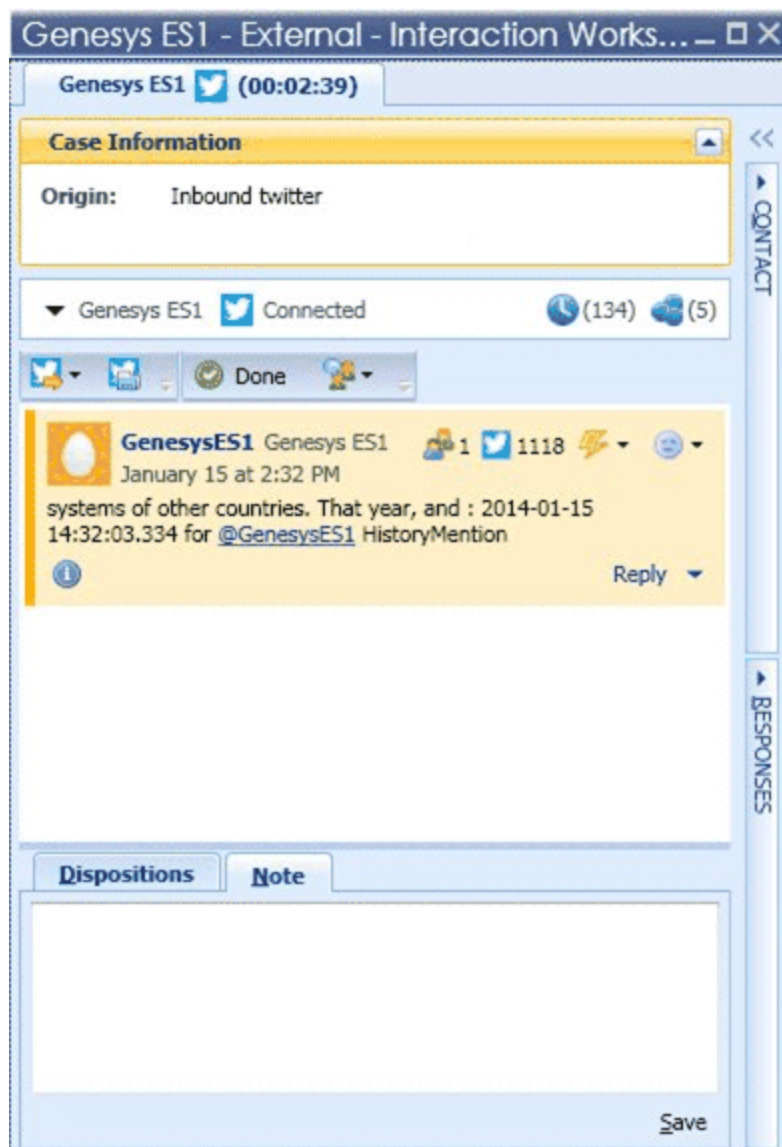 Genesys ES1 - External - Interaction Works...
Genesys ES1 (00:02:39)
Case Information
Origin: Inbound twitter
Genesys ES1 Connected (134) (5)
Done
GenesysES1 Genesys ES1 1 1118
January 15 at 2:32 PM
systems of other countries. That year, and : 2014-01-15
14:32:03.334 for @GenesysES1 HistoryMention
Reply
Dispositions Note
Save
CONTACT
RESPONSES